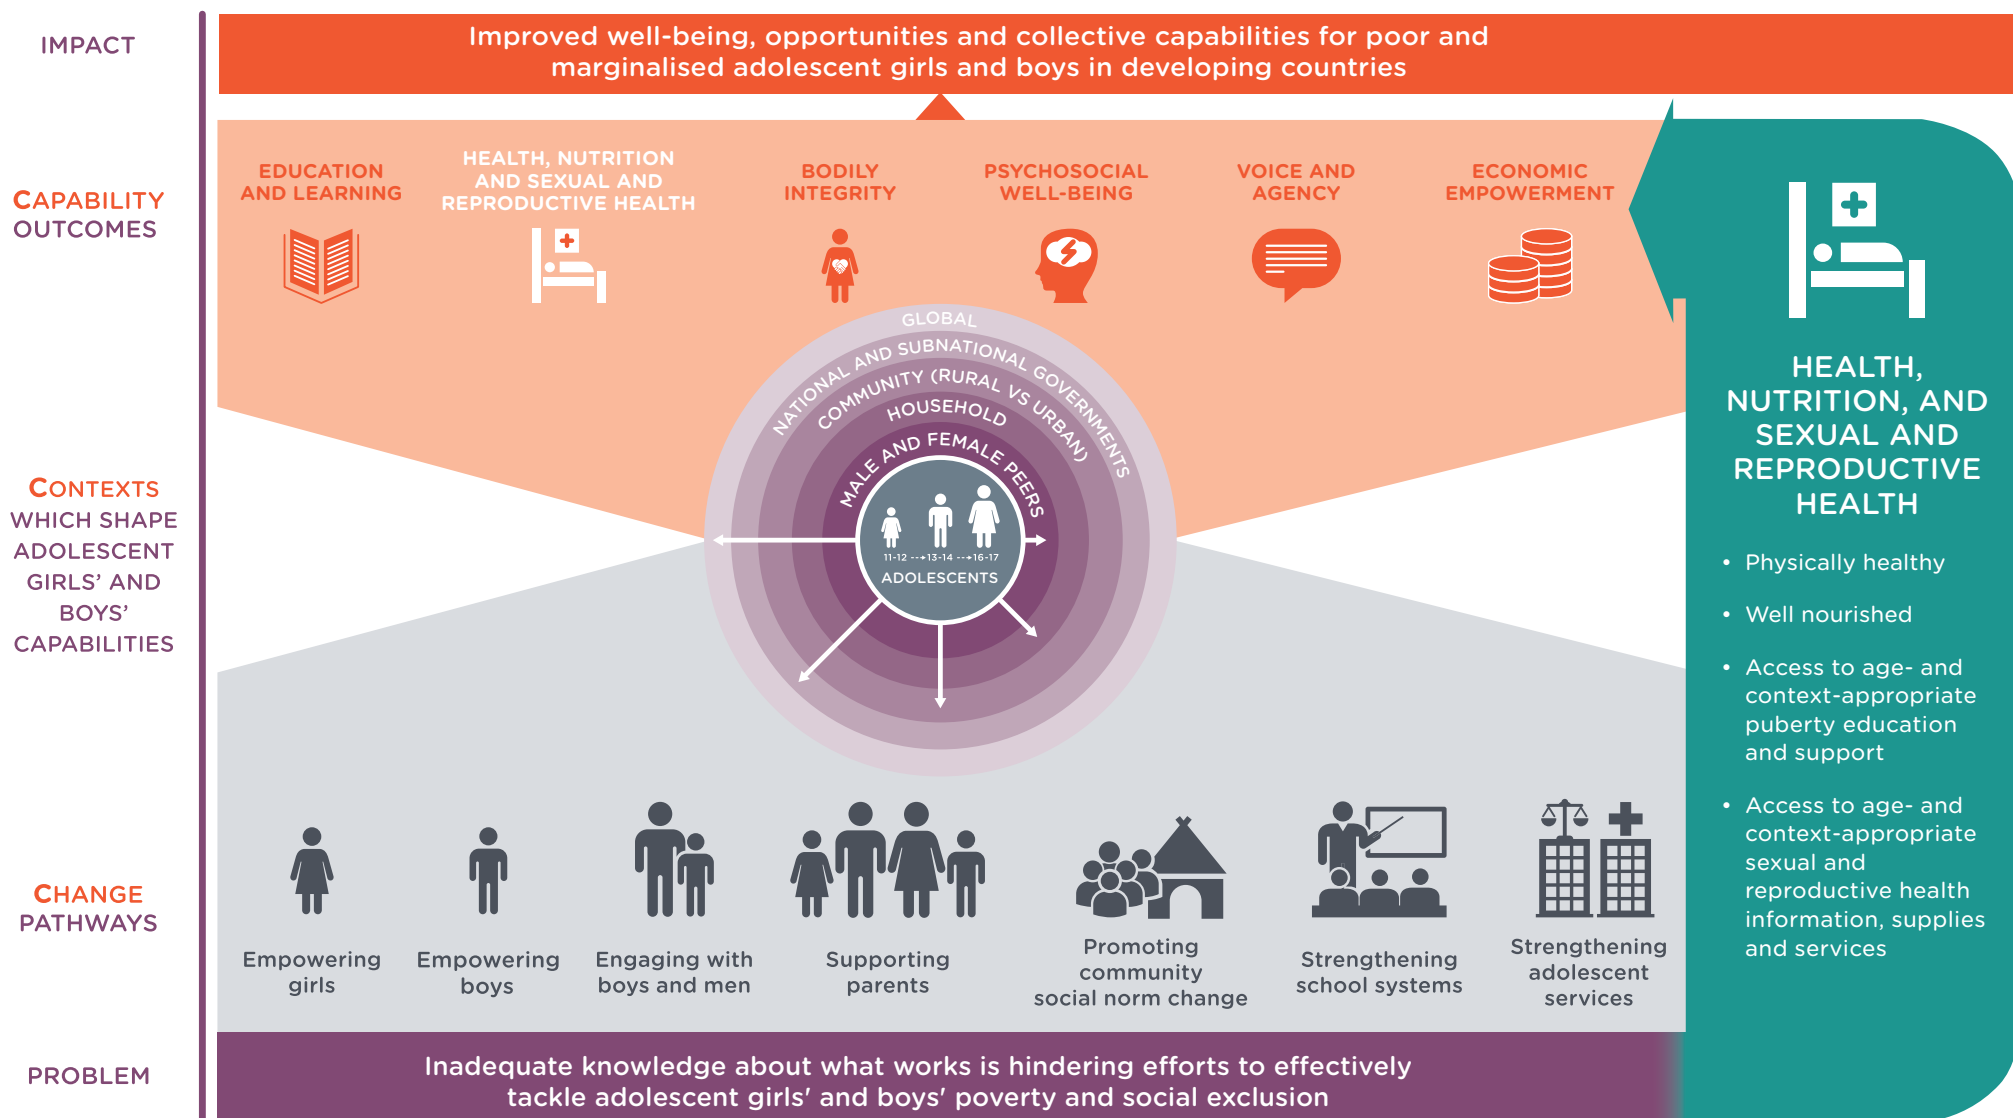 IMPACT
Improved well-being, opportunities and collective capabilities for poor and
marginalised adolescent girls and boys in developing countries
CAPABILITY
OUTCOMES
EDUCATION
AND LEARNING
HEALTH, NUTRITION
AND SEXUAL AND
REPRODUCTIVE HEALTH
BODILY
INTEGRITY
PSYCHOSOCIAL
WELL-BEING
VOICE AND
AGENCY
ECONOMIC
EMPOWERMENT
CONTEXTS
WHICH SHAPE
ADOLESCENT
GIRLS’ AND
BOYS’
CAPABILITIES
GLOBAL
NATIONAL AND SUBNATIONAL GOVERNMENTS
COMMUNITY (RURAL VS URBAN)
HOUSEHOLD
MALE AND FEMALE PEERS
11-12 --→13-14 --→16-17
ADOLESCENTS
CHANGE
PATHWAYS
Empowering
girls
Empowering
boys
Engaging with
boys and men
Supporting
parents
Promoting
community
social norm change
Strengthening
school systems
Strengthening
adolescent
services
PROBLEM
Inadequate knowledge about what works is hindering efforts to effectively
tackle adolescent girls' and boys' poverty and social exclusion
HEALTH,
NUTRITION, AND
SEXUAL AND
REPRODUCTIVE
HEALTH
• Physically healthy
• Well nourished
• Access to age- and
context-appropriate
puberty education
and support
• Access to age- and
context-appropriate
sexual and
reproductive health
information, supplies
and services